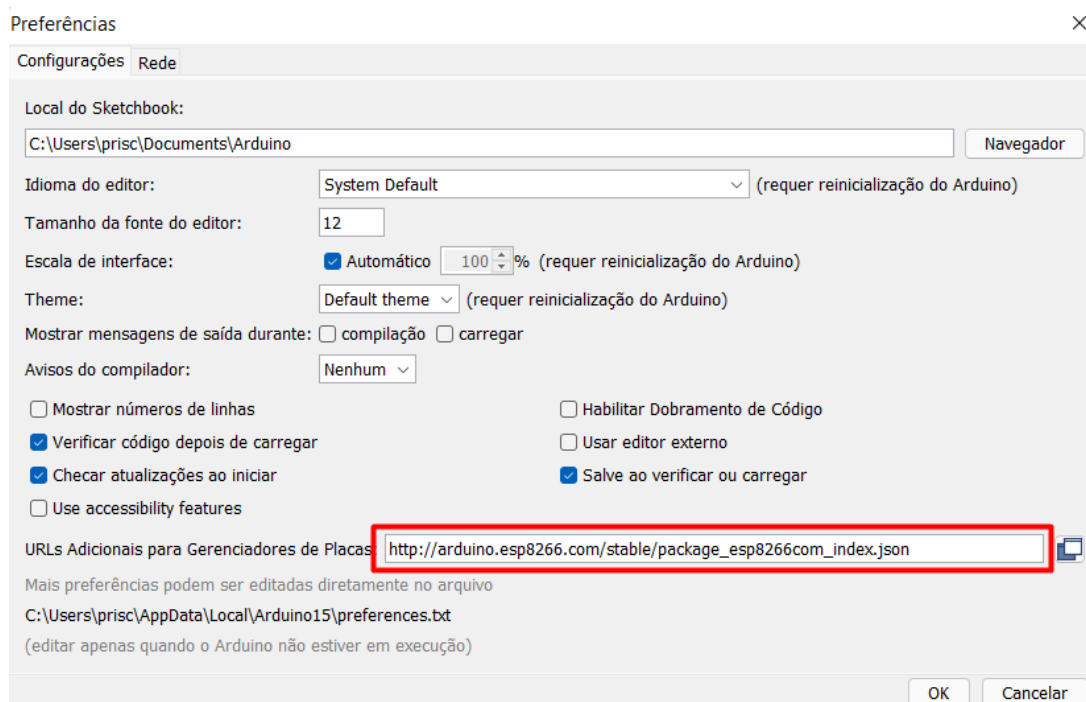 Preferências
Configurações Rede
Local do Sketchbook:
C:\Users\prisc\Documents\Arduino Navegador
Idioma do editor: System Default (requer reinicialização do Arduino)
Tamanho da fonte do editor: 12
Escala de interface: Automático 100 % (requer reinicialização do Arduino)
Theme: Default theme (requer reinicialização do Arduino)
Mostrar mensagens de saída durante: compilação carregar
Avisos do compilador: Nenhum
Mostrar números de linhas Habilitar Dobramento de Código
Verificar código depois de carregar Usar editor externo
Checar atualizações ao iniciar Salve ao verificar ou carregar
Use accessibility features
URLs Adicionais para Gerenciadores de Placas: http://arduino.esp8266.com/stable/package_esp8266com_index.json
Mais preferências podem ser editadas diretamente no arquivo
C:\Users\prisc\AppData\Local\Arduino15\preferences.txt
(editar apenas quando o Arduino não estiver em execução)
OK Cancelar